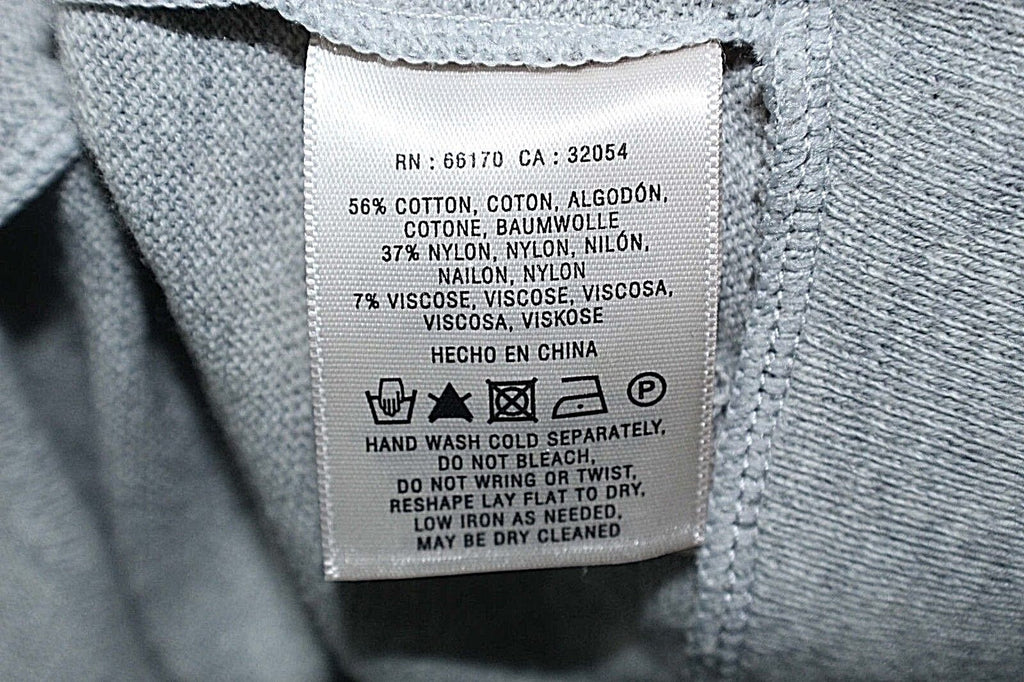 RN : 66170 CA : 32054
56% COTTON, COTON, ALGODÓN,
COTONE, BAUMWOLLE
37% NYLON, NYLON, NILÓN,
NAILON, NYLON
7% VISCOSE, VISCOSE, VISCOSA,
VISCOSA, VISKOSE
HECHO EN CHINA
P
HAND WASH COLD SEPARATELY,
DO NOT BLEACH,
DO NOT WRING OR TWIST,
RESHAPE LAY FLAT TO DRY,
LOW IRON AS NEEDED,
MAY BE DRY CLEANED